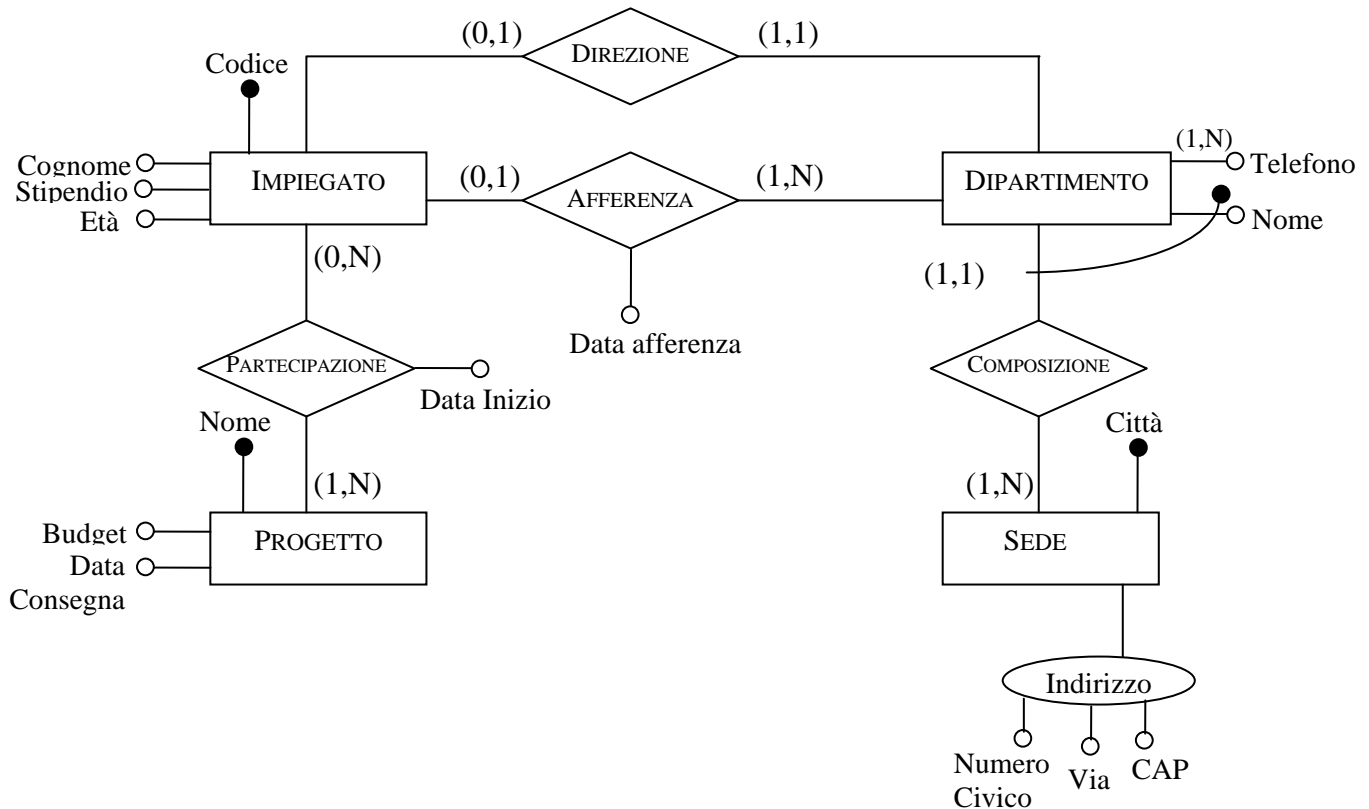 (0,1)
DIREZIONE
(1,1)
Codice
Cognome
Stipendio
Età
IMPIEGATO
(0,1)
AFFERENZA
(1,N)
DIPARTIMENTO
(1,N)
Telefono
Nome
(0,N)
(1,1)
Data afferenza
PARTECIPAZIONE
Data Inizio
COMPOSIZIONE
Nome
Città
(1,N)
(1,N)
Budget
Data
Consegna
PROGETTO
SEDE
Indirizzo
Numero
Civico
Via
CAP